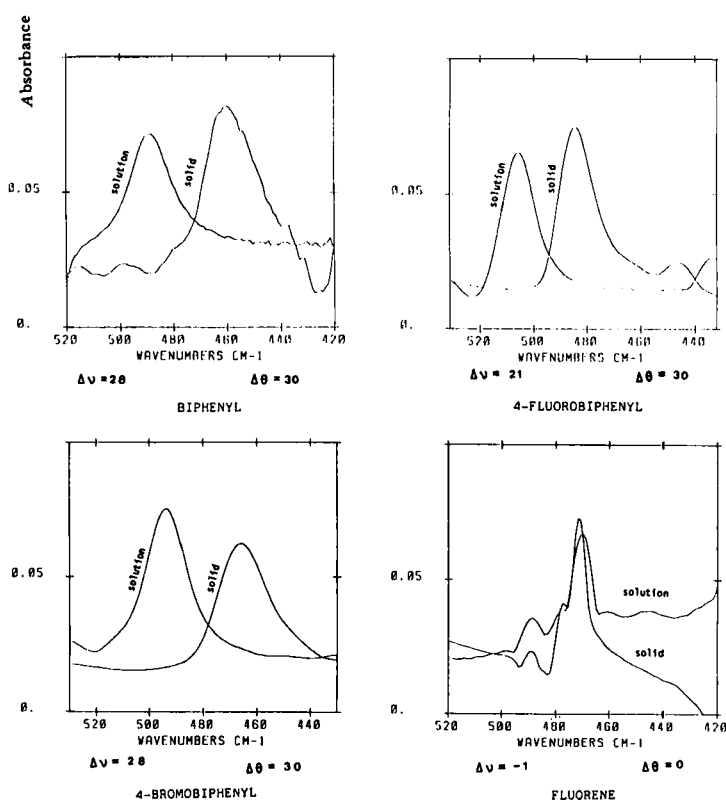 Absorbance
0.05
0.
solution
solid
520 500 480 460 440 420
WAVENUMBERS CM-1
Δν = 28 Δθ = 30
BIPHENYL
0.05
0.
solution
solid
520 500 480 460 440
WAVENUMBERS CM-1
Δν = 21 Δθ = 30
4-FLUOROBIPHENYL
0.05
0.
solution
solid
520 500 480 460 440
WAVENUMBERS CM-1
Δν = 28 Δθ = 30
4-BROMOBIPHENYL
0.05
0.
solution
solid
520 500 480 460 440 420
WAVENUMBERS CM-1
Δν = -1 Δθ = 0
FLUORENE